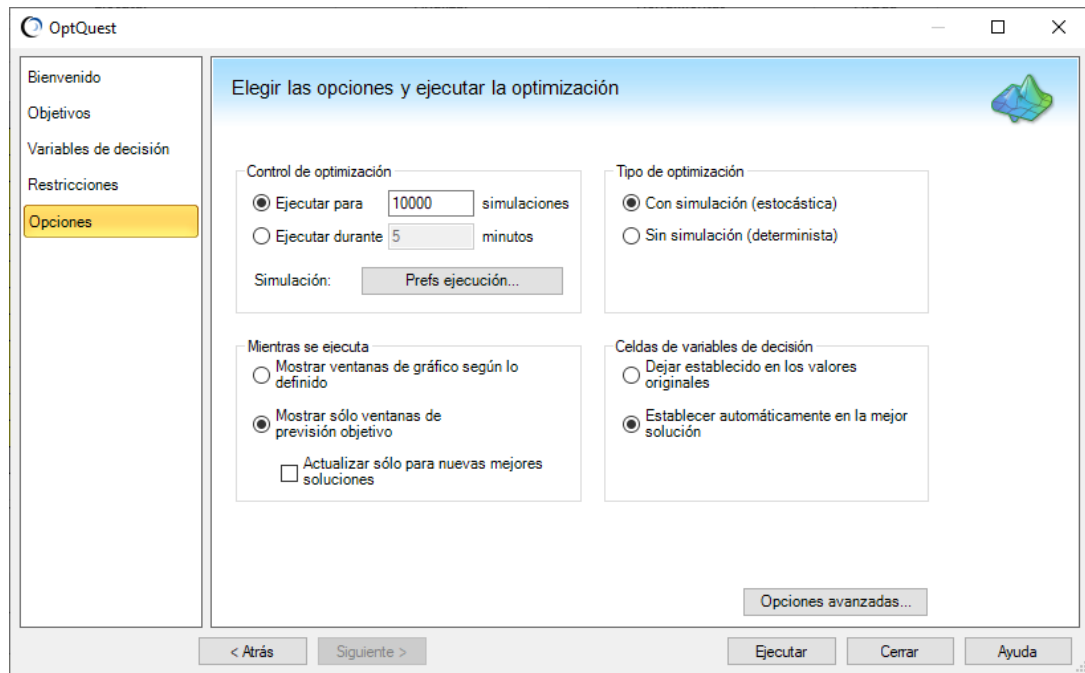 OptQuest
Bienvenido
Objetivos
Variables de decisión
Restricciones
Opciones
Elegir las opciones y ejecutar la optimización
Control de optimización
Ejecutar para 10000 simulaciones
Ejecutar durante 5 minutos
Simulación: Prefs ejecución...
Tipo de optimización
Con simulación (estocástica)
Sin simulación (determinista)
Mientras se ejecuta
Mostrar ventanas de gráfico según lo
definido
Mostrar sólo ventanas de
previsión objetivo
Actualizar sólo para nuevas mejores
soluciones
Celdas de variables de decisión
Dejar establecido en los valores
originales
Establecer automáticamente en la mejor
solución
Opciones avanzadas...
< Atrás
Siguiente >
Ejecutar
Cerrar
Ayuda